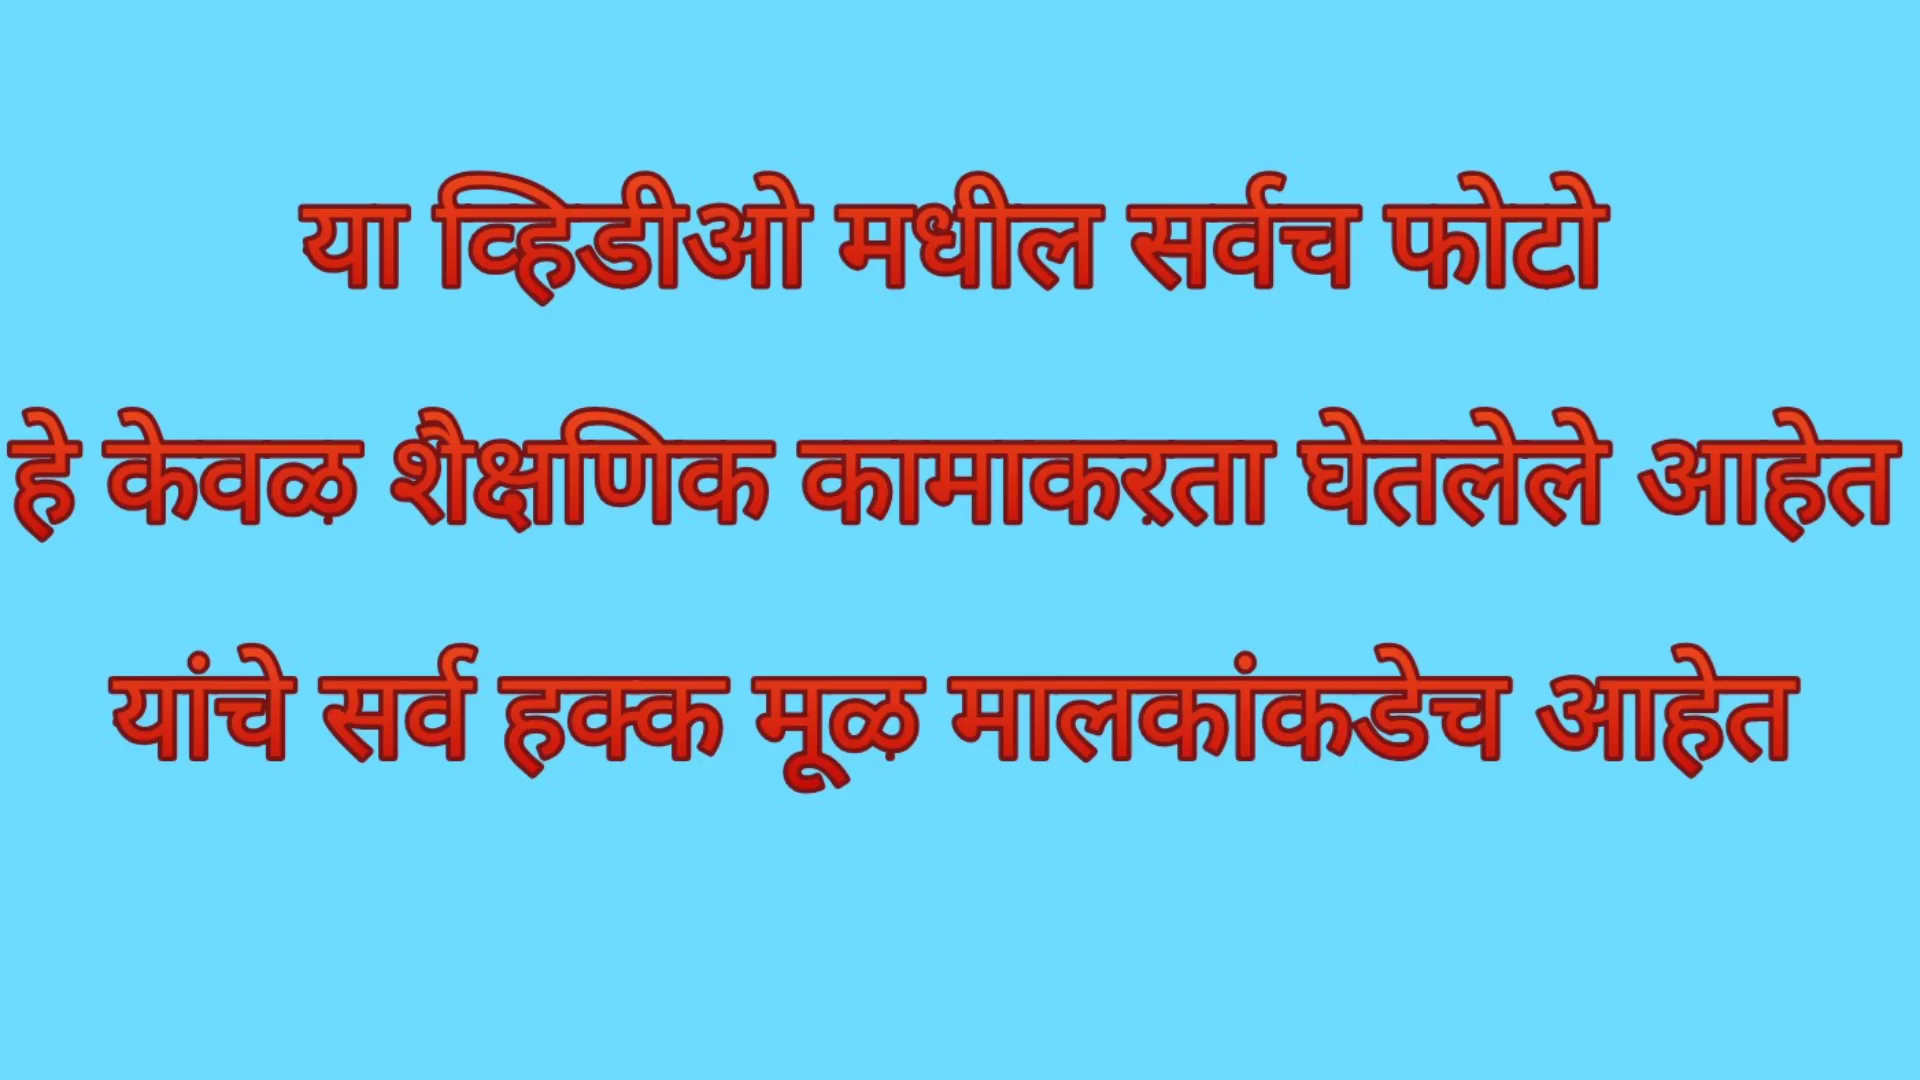 या व्हिडीओ मधील सर्वच फोटो
हे केवळ शैक्षणिक कामाकरता घेतलेले आहेत
यांचे सर्व हक्क मूळ मालकांकडेच आहेत